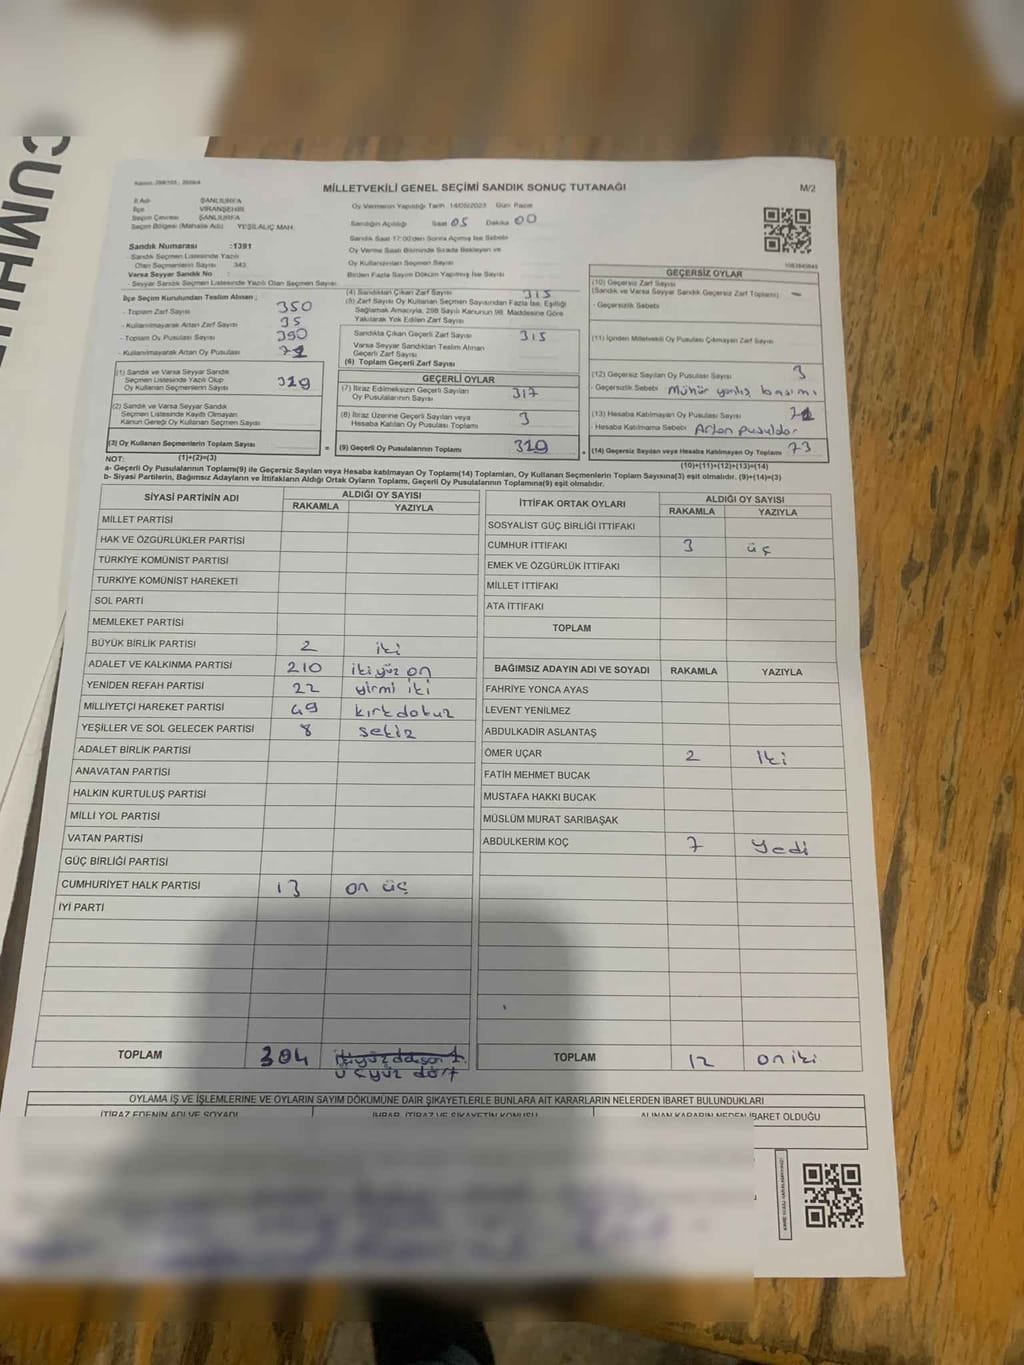 CUMHU
MİLLETVEKİLİ GENEL SEÇİMİ SANDIK SONUÇ TUTANAĞI
M/2
İl Adı : ŞANLIURFA
İlçe : VİRANŞEHİR
Seçim Çevresi : ŞANLIURFA
Seçim Bölgesi (Mahalle Adı) : YEŞİLALIÇ MAH.
Oy Vermenin Yapıldığı Tarih 14/05/2023 Gün Pazar
Sandığın Açıldığı Saat 05 Dakika 00
Sandık Saat 17:00'den Sonra Açılmış İse Sebebi
Oy Verme Saati Bitiminde Sırada Bekleyen ve
Oy Kullandırılan Seçmen Sayısı
Birden Fazla Sayım Döküm Yapılmış İse Sayısı
Sandık Numarası :1391
- Sandık Seçmen Listesinde Yazılı
Olan Seçmenlerin Sayısı 343
Varsa Seyyar Sandık No :
- Seyyar Sandık Seçmen Listesinde Yazılı Olan Seçmen Sayısı
İlçe Seçim Kurulundan Teslim Alınan ;
- Toplam Zarf Sayısı 350
- Kullanılmayarak Artan Zarf Sayısı 35
- Toplam Oy Pusulası Sayısı 390
- Kullanılmayarak Artan Oy Pusulası
(1) Sandık ve Varsa Seyyar Sandık
Seçmen Listesinde Yazılı Olup
Oy Kullanan Seçmenlerin Sayısı 319
(2) Sandık ve Varsa Seyyar Sandık
Seçmen Listesinde Kayıtlı Olmayan
Kanun Gereği Oy Kullanan Seçmen Sayısı
(3) Oy Kullanan Seçmenlerin Toplam Sayısı
(1)+(2)=(3)
(4) Sandıktan Çıkan Zarf Sayısı 315
(5) Zarf Sayısı Oy Kullanan Seçmen Sayısından Fazla İse, Eşitliği
Sağlamak Amacıyla, 298 Sayılı Kanunun 98. Maddesine Göre
Yakılarak Yok Edilen Zarf Sayısı
Sandıkta Çıkan Geçerli Zarf Sayısı 315
Varsa Seyyar Sandıktan Teslim Alınan
Geçerli Zarf Sayısı
(6) Toplam Geçerli Zarf Sayısı
GEÇERLİ OYLAR
(7) İtiraz Edilmeksizin Geçerli Sayılan
Oy Pusulalarının Sayısı 317
(8) İtiraz Üzerine Geçerli Sayılan veya
Hesaba Katılan Oy Pusulası Toplamı 3
= (9) Geçerli Oy Pusulalarının Toplamı 319
GEÇERSİZ OYLAR
(10) Geçersiz Zarf Sayısı
(Sandık ve Varsa Seyyar Sandık Geçersiz Zarf Toplamı) -
- Geçersizlik Sebebi
(11) İçinden Milletvekili Oy Pusulası Çıkmayan Zarf Sayısı
(12) Geçersiz Sayılan Oy Pusulası Sayısı 3
- Geçersizlik Sebebi Mühür yanlış basımı
(13) Hesaba Katılmayan Oy Pusulası Sayısı
- Hesaba Katılmama Sebebi Artan pusulalar
+ (14) Geçersiz Sayılan veya Hesaba Katılmayan Oy Toplamı 73
(10)+(11)+(12)+(13)=(14)
NOT:
a- Geçerli Oy Pusulalarının Toplamı(9) ile Geçersiz Sayılan veya Hesaba katılmayan Oy Toplamı(14) Toplamları, Oy Kullanan Seçmenlerin Toplam Sayısına(3) eşit olmalıdır. (9)+(14)=(3)
b- Siyasi Partilerin, Bağımsız Adayların ve İttifakların Aldığı Ortak Oyların Toplamı, Geçerli Oy Pusulalarının Toplamına(9) eşit olmalıdır.
SİYASİ PARTİNİN ADI ALDIĞI OY SAYISI
RAKAMLA YAZIYLA
MİLLET PARTİSİ
HAK VE ÖZGÜRLÜKLER PARTİSİ
TÜRKİYE KOMÜNİST PARTİSİ
TÜRKİYE KOMÜNİST HAREKETİ
SOL PARTİ
MEMLEKET PARTİSİ
BÜYÜK BİRLİK PARTİSİ 2 iki
ADALET VE KALKINMA PARTİSİ 210 ikiyüz on
YENİDEN REFAH PARTİSİ 22 yirmi iki
MİLLİYETÇİ HAREKET PARTİSİ 49 kırkdokuz
YEŞİLLER VE SOL GELECEK PARTİSİ 8 sekiz
ADALET BİRLİK PARTİSİ
ANAVATAN PARTİSİ
HALKIN KURTULUŞ PARTİSİ
MİLLİ YOL PARTİSİ
VATAN PARTİSİ
GÜÇ BİRLİĞİ PARTİSİ
CUMHURİYET HALK PARTİSİ 13 on üç
İYİ PARTİ
TOPLAM 304
üçyüz dört
İTTİFAK ORTAK OYLARI ALDIĞI OY SAYISI
RAKAMLA YAZIYLA
SOSYALİST GÜÇ BİRLİĞİ İTTİFAKI
CUMHUR İTTİFAKI 3 üç
EMEK VE ÖZGÜRLÜK İTTİFAKI
MİLLET İTTİFAKI
ATA İTTİFAKI
TOPLAM
BAĞIMSIZ ADAYIN ADI VE SOYADI RAKAMLA YAZIYLA
FAHRİYE YONCA AYAS
LEVENT YENİLMEZ
ABDULKADİR ASLANTAŞ
ÖMER UÇAR 2 iki
FATİH MEHMET BUCAK
MUSTAFA HAKKI BUCAK
MÜSLÜM MURAT SARIBAŞAK
ABDULKERİM KOÇ 7 yedi
TOPLAM 12 oniki
OYLAMA İŞ VE İŞLEMLERİNE VE OYLARIN SAYIM DÖKÜMÜNE DAİR ŞİKAYETLERLE BUNLARA AİT KARARLARIN NELERDEN İBARET BULUNDUKLARI
İTİRAZ EDENİN ADI VE SOYADI İHBAR, İTİRAZ VE ŞİKAYETİN KONUSU ALINAN KARARIN NEDEN İBARET OLDUĞU